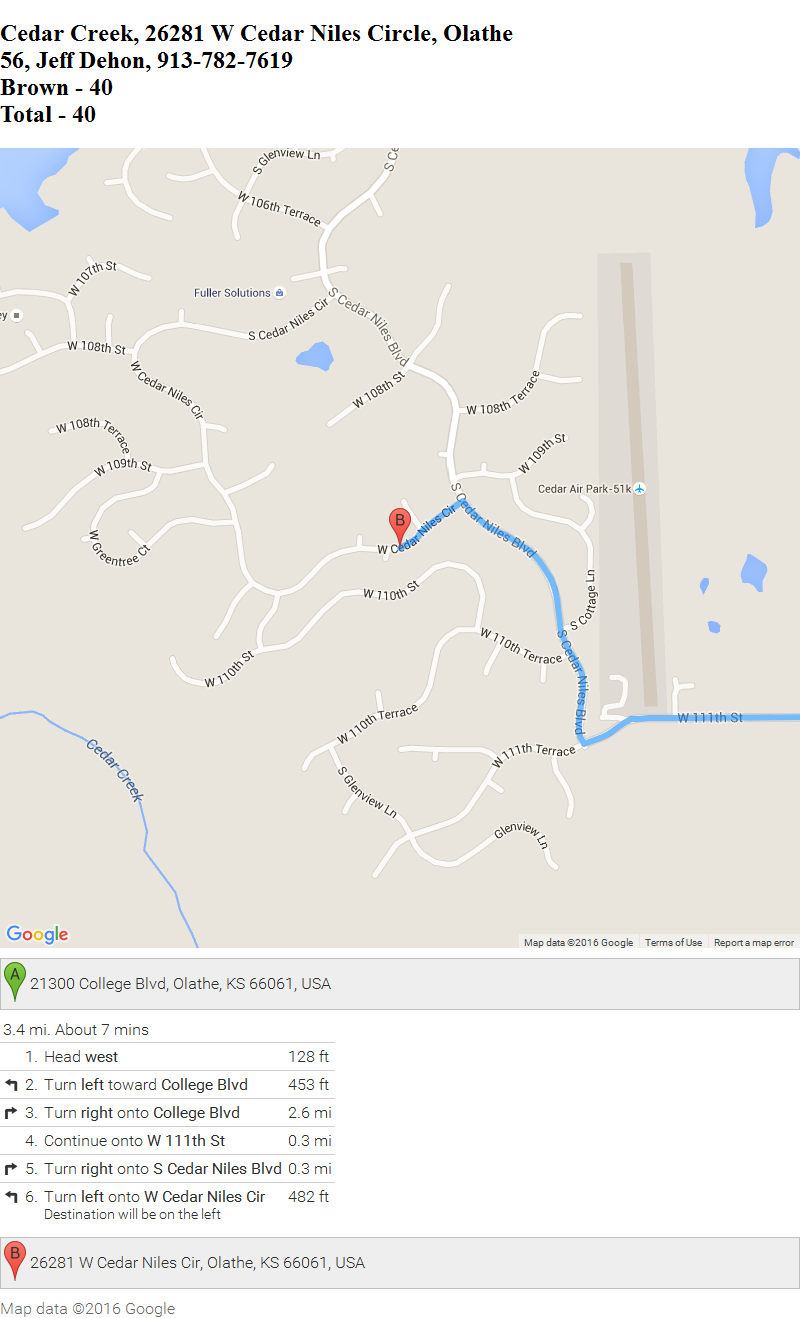 Cedar Creek, 26281 W Cedar Niles Circle, Olathe
56, Jeff Dehon, 913-782-7619
Brown - 40
Total - 40
S Glenview Ln
S Ce
W 106th Terrace
W 107th St
Fuller Solutions
ey
S Cedar Niles Cir
S Cedar Niles Blvd
W 108th St
W Cedar Niles Cir
W 108th St
W 108th Terrace
W 108th Terrace
W 109th St
W 109th St
Cedar Air Park-51k
S Cedar Niles Blvd
B
W Cedar Niles Cir
W Greentree Ct
W 110th St
S Cottage Ln
W 110th Terrace
S Cedar Niles Blvd
W 110th St
W 110th Terrace
W 111th St
Cedar Creek
W 111th Terrace
S Glenview Ln
Glenview Ln
Google
Map data ©2016 Google Terms of Use Report a map error
A 21300 College Blvd, Olathe, KS 66061, USA
3.4 mi. About 7 mins
1. Head west 128 ft
2. Turn left toward College Blvd 453 ft
3. Turn right onto College Blvd 2.6 mi
4. Continue onto W 111th St 0.3 mi
5. Turn right onto S Cedar Niles Blvd 0.3 mi
6. Turn left onto W Cedar Niles Cir 482 ft
Destination will be on the left
B 26281 W Cedar Niles Cir, Olathe, KS 66061, USA
Map data ©2016 Google